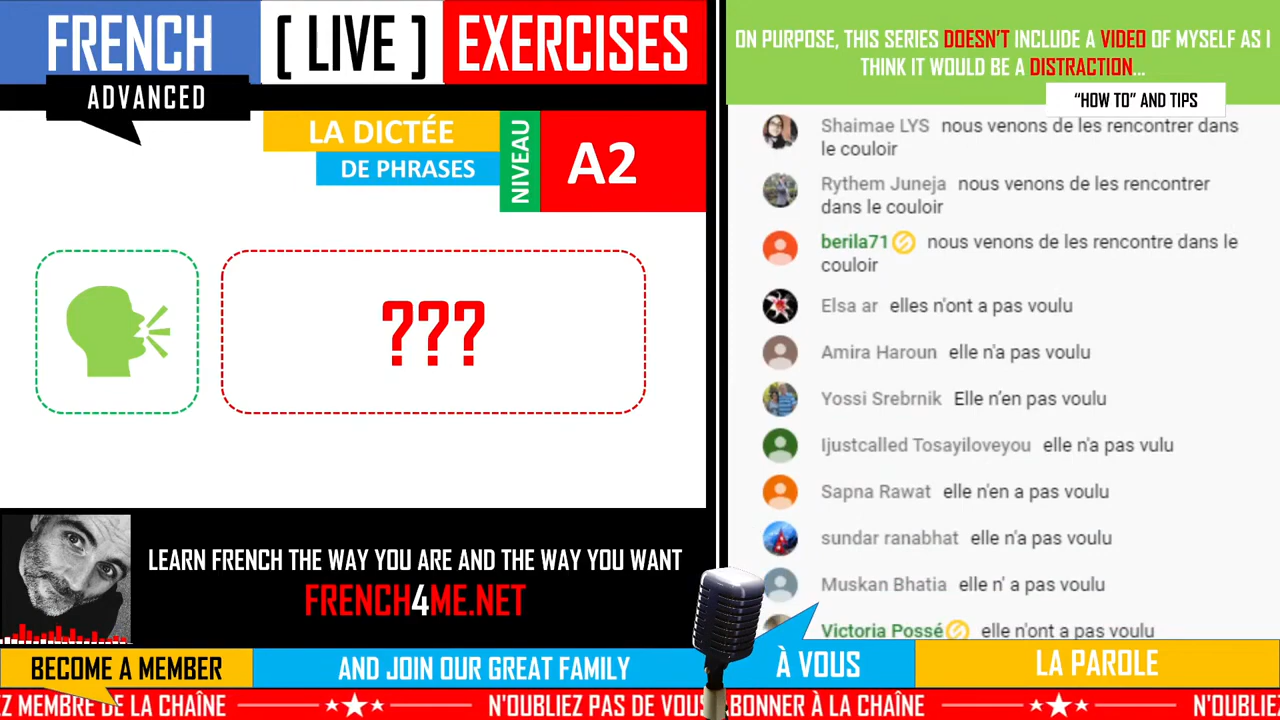 FRENCH
[ LIVE ]
EXERCISES
ADVANCED
LA DICTÉE
DE PHRASES
NIVEAU
A2
???
LEARN FRENCH THE WAY YOU ARE AND THE WAY YOU WANT
FRENCH4ME.NET
BECOME A MEMBER
AND JOIN OUR GREAT FAMILY
ON PURPOSE, THIS SERIES DOESN'T INCLUDE A VIDEO OF MYSELF AS I
THINK IT WOULD BE A DISTRACTION...
“HOW TO” AND TIPS
Shaimae LYS nous venons de les rencontrer dans
le couloir
Rythem Juneja nous venons de les rencontrer
dans le couloir
berila71 nous venons de les rencontre dans le
couloir
Elsa ar elles n'ont a pas voulu
Amira Haroun elle n'a pas voulu
Yossi Srebrnik Elle n'en pas voulu
Ijustcalled Tosayiloveyou elle n'a pas vulu
Sapna Rawat elle n'en a pas voulu
sundar ranabhat elle n'en a pas voulu
Muskan Bhatia elle n' a pas voulu
Victoria Possé elle n'ont a pas voulu
À VOUS
LA PAROLE
EZ MEMBRE DE LA CHAÎNE
N'OUBLIEZ PAS DE VOUS ABONNER À LA CHAÎNE
N'OUBLIEZ